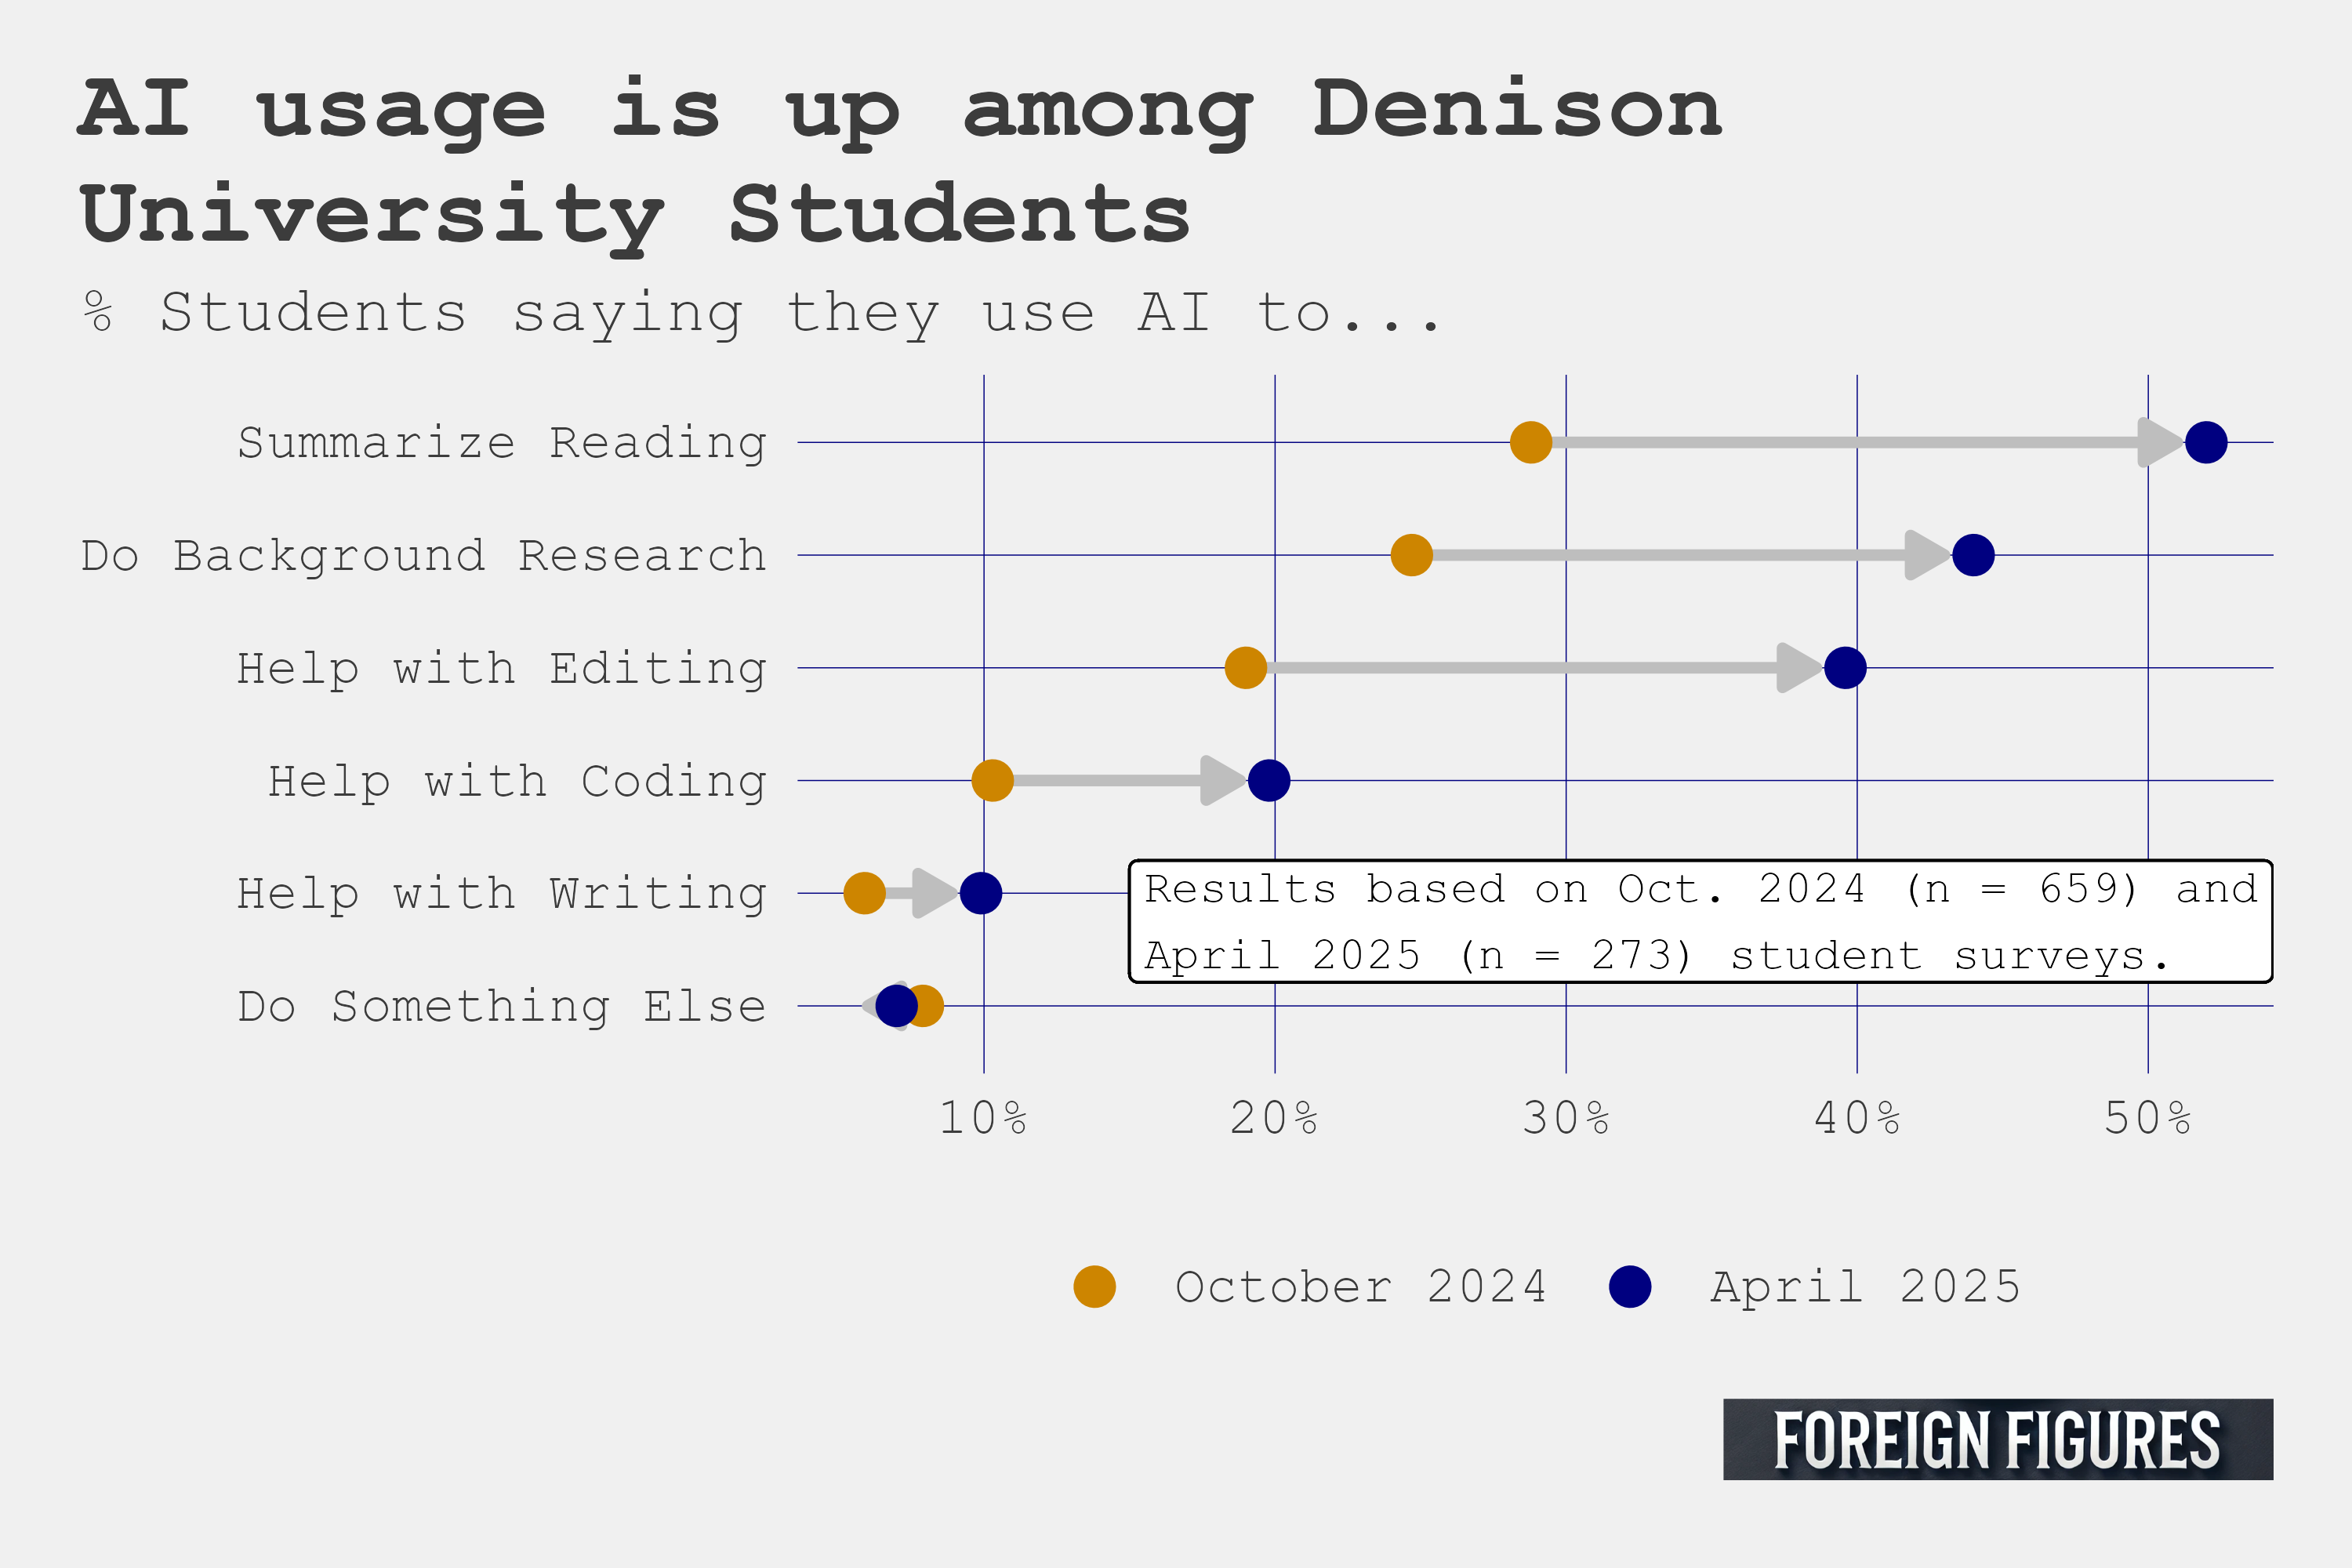 AI usage is up among Denison
University Students
% Students saying they use AI to...
Summarize Reading
Do Background Research
Help with Editing
Help with Coding
Help with Writing
Results based on Oct. 2024 (n = 659) and
April 2025 (n = 273) student surveys.
Do Something Else
10% 20% 30% 40% 50%
October 2024 April 2025
FOREIGN FIGURES